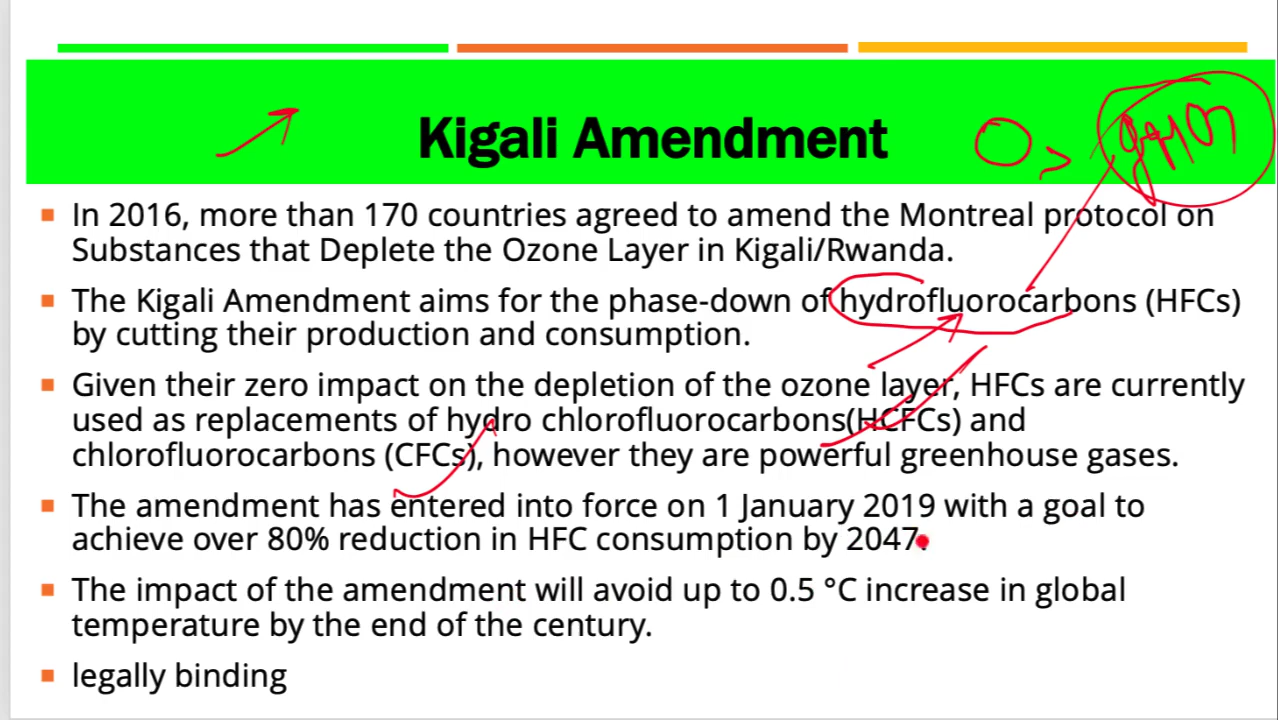 Kigali Amendment
▪ In 2016, more than 170 countries agreed to amend the Montreal protocol on
Substances that Deplete the Ozone Layer in Kigali/Rwanda.
▪ The Kigali Amendment aims for the phase-down of hydrofluorocarbons (HFCs)
by cutting their production and consumption.
▪ Given their zero impact on the depletion of the ozone layer, HFCs are currently
used as replacements of hydro chlorofluorocarbons(HCFCs) and
chlorofluorocarbons (CFCs), however they are powerful greenhouse gases.
▪ The amendment has entered into force on 1 January 2019 with a goal to
achieve over 80% reduction in HFC consumption by 2047.
▪ The impact of the amendment will avoid up to 0.5 °C increase in global
temperature by the end of the century.
▪ legally binding